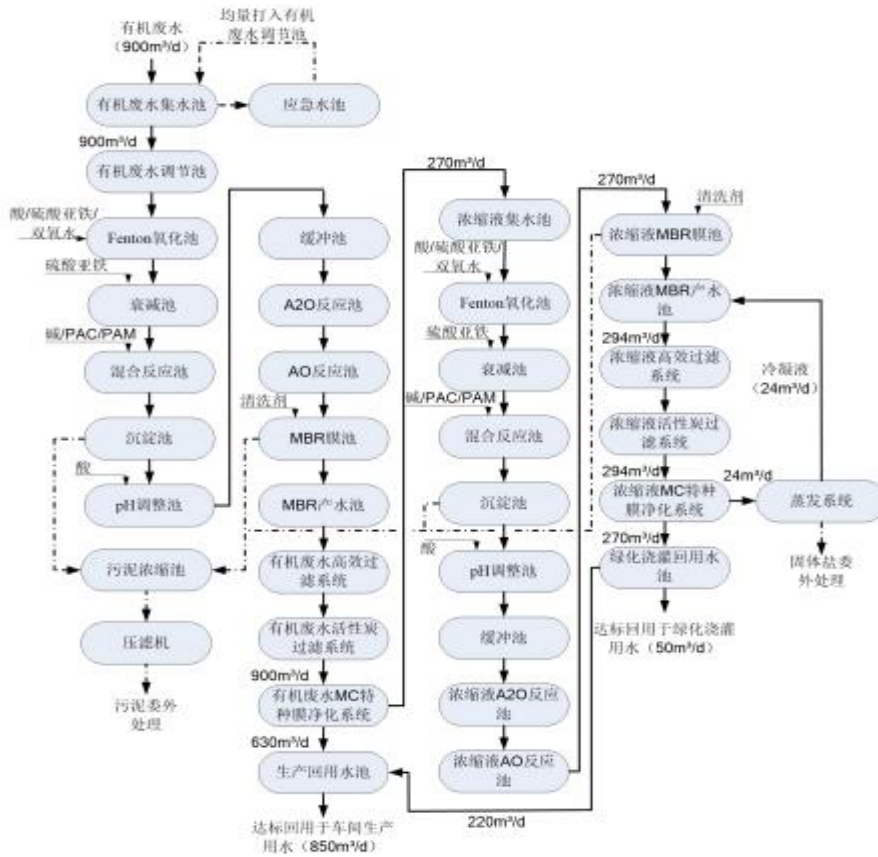 有机废水
（900m³/d）
均量打入有机
废水调节池
有机废水集水池
应急水池
900m³/d
有机废水调节池
酸/硫酸亚铁/
双氧水
Fenton氧化池
硫酸亚铁
衰减池
碱/PAC/PAM
混合反应池
沉淀池
酸
pH调整池
污泥浓缩池
压滤机
污泥委外
处理
缓冲池
A2O反应池
AO反应池
清洗剂
MBR膜池
MBR产水池
有机废水高效过
滤系统
有机废水活性炭
过滤系统
900m³/d
有机废水MC特
种膜净化系统
630m³/d
生产回用水池
达标回用于车间生产
用水（850m³/d）
270m³/d
浓缩液集水池
酸/硫酸亚铁/
双氧水
Fenton氧化池
硫酸亚铁
衰减池
碱/PAC/PAM
混合反应池
沉淀池
酸
pH调整池
缓冲池
浓缩液A2O反应
池
浓缩液AO反应
池
220m³/d
270m³/d
清洗剂
浓缩液MBR膜池
浓缩液MBR产水
池
294m³/d
浓缩液高效过滤
系统
浓缩液活性炭过
滤系统
294m³/d
浓缩液MC特种
膜净化系统
24m³/d
270m³/d
绿化浇灌回用水
池
达标回用于绿化浇灌
用水（50m³/d）
冷凝液
（24m³/d）
蒸发系统
固体盐委
外处理